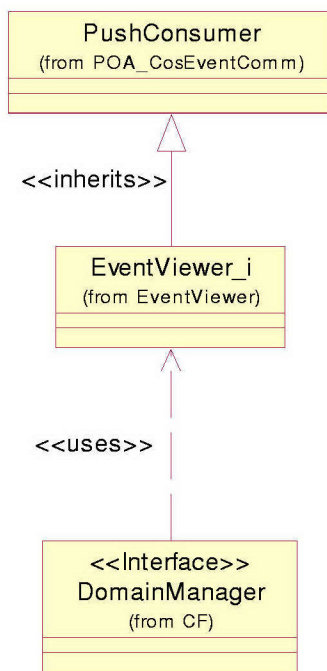 PushConsumer
(from POA_CosEventComm)
<<inherits>>
EventViewer_i
(from EventViewer)
<<uses>>
<<Interface>>
DomainManager
(from CF)